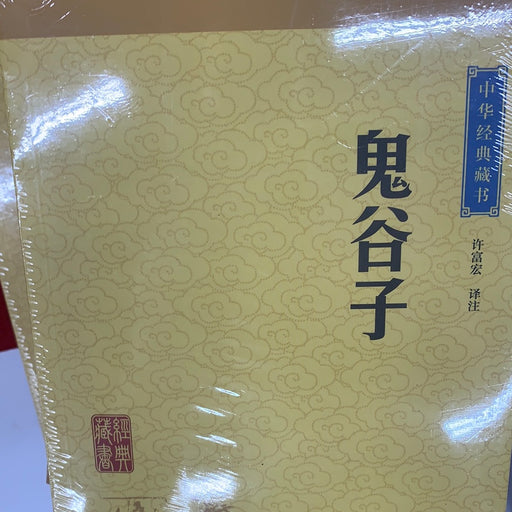 中华经典藏书
鬼谷子
许富宏 译注
經典
藏書